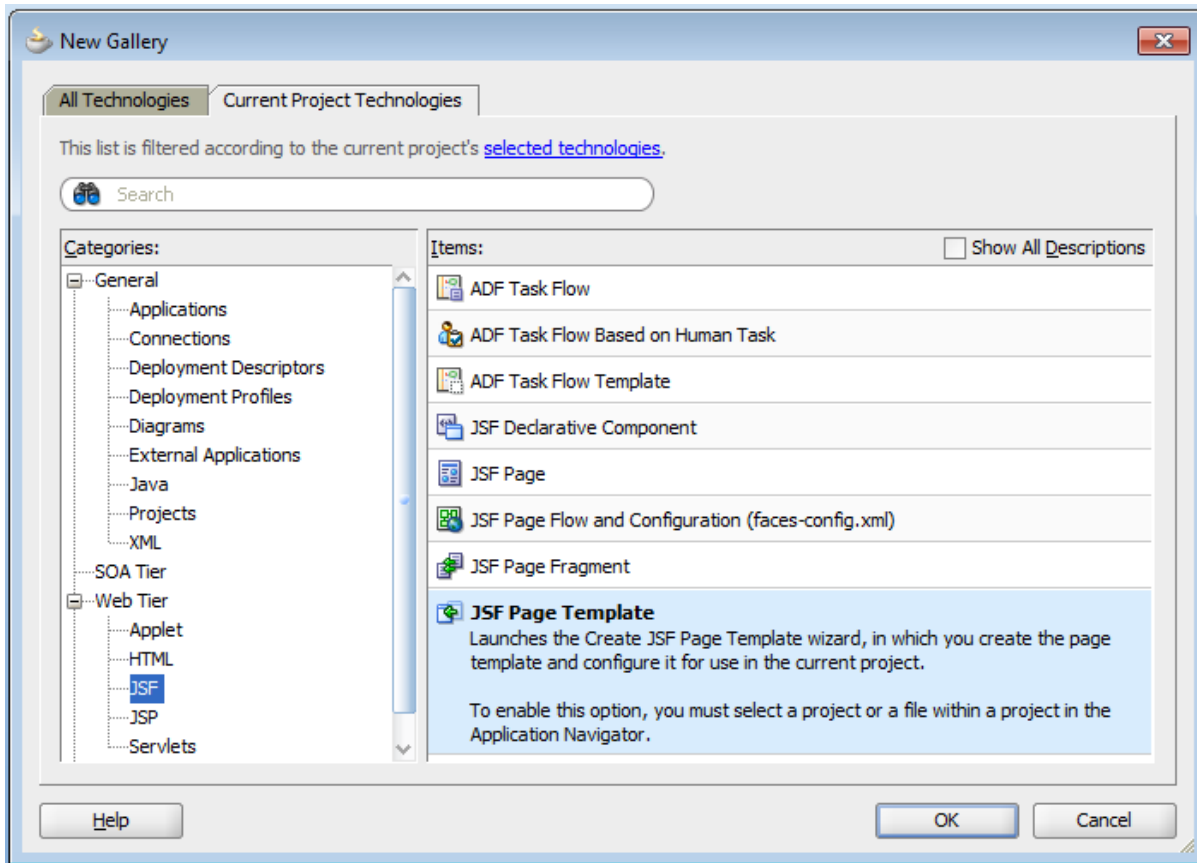 New Gallery
All Technologies
Current Project Technologies
This list is filtered according to the current project's selected technologies.
Search
Categories:
General
Applications
Connections
Deployment Descriptors
Deployment Profiles
Diagrams
External Applications
Java
Projects
XML
SOA Tier
Web Tier
Applet
HTML
JSF
JSP
Servlets
Items:
Show All Descriptions
ADF Task Flow
ADF Task Flow Based on Human Task
ADF Task Flow Template
JSF Declarative Component
JSF Page
JSF Page Flow and Configuration (faces-config.xml)
JSF Page Fragment
JSF Page Template
Launches the Create JSF Page Template wizard, in which you create the page
template and configure it for use in the current project.
To enable this option, you must select a project or a file within a project in the
Application Navigator.
Help
OK
Cancel